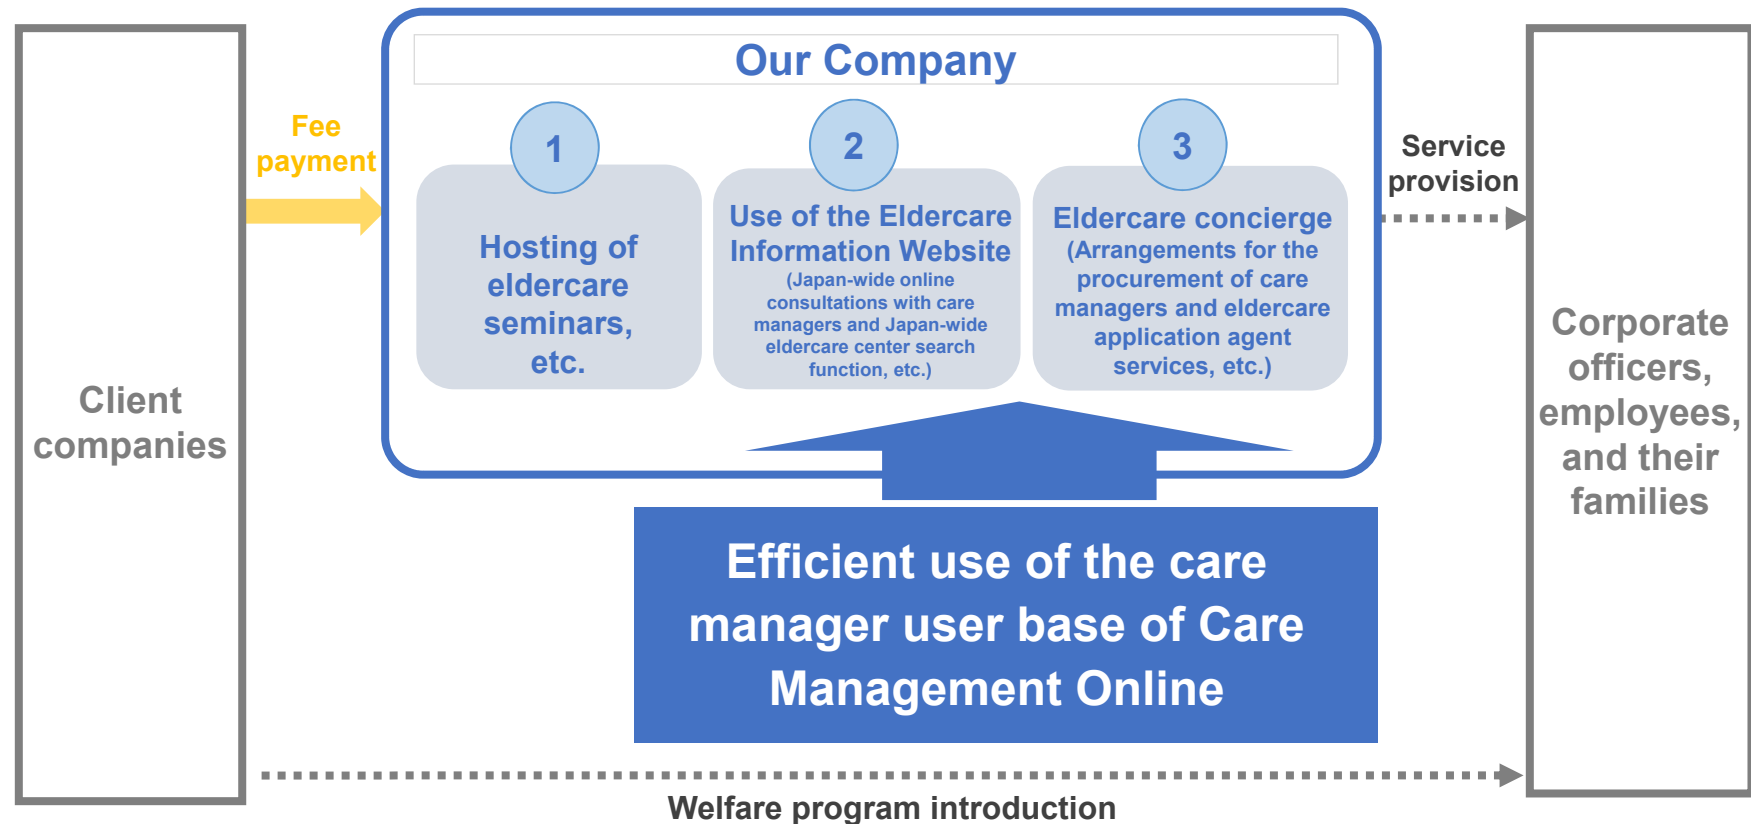 Our Company
Fee
payment
1
2
3
Service
provision
Hosting of
eldercare
seminars,
etc.
Use of the Eldercare
Information Website
(Japan-wide online
consultations with care
managers and Japan-wide
eldercare center search
function, etc.)
Eldercare concierge
(Arrangements for the
procurement of care
managers and eldercare
application agent
services, etc.)
Client
companies
Corporate
officers,
employees,
and their
families
Efficient use of the care
manager user base of Care
Management Online
Welfare program introduction